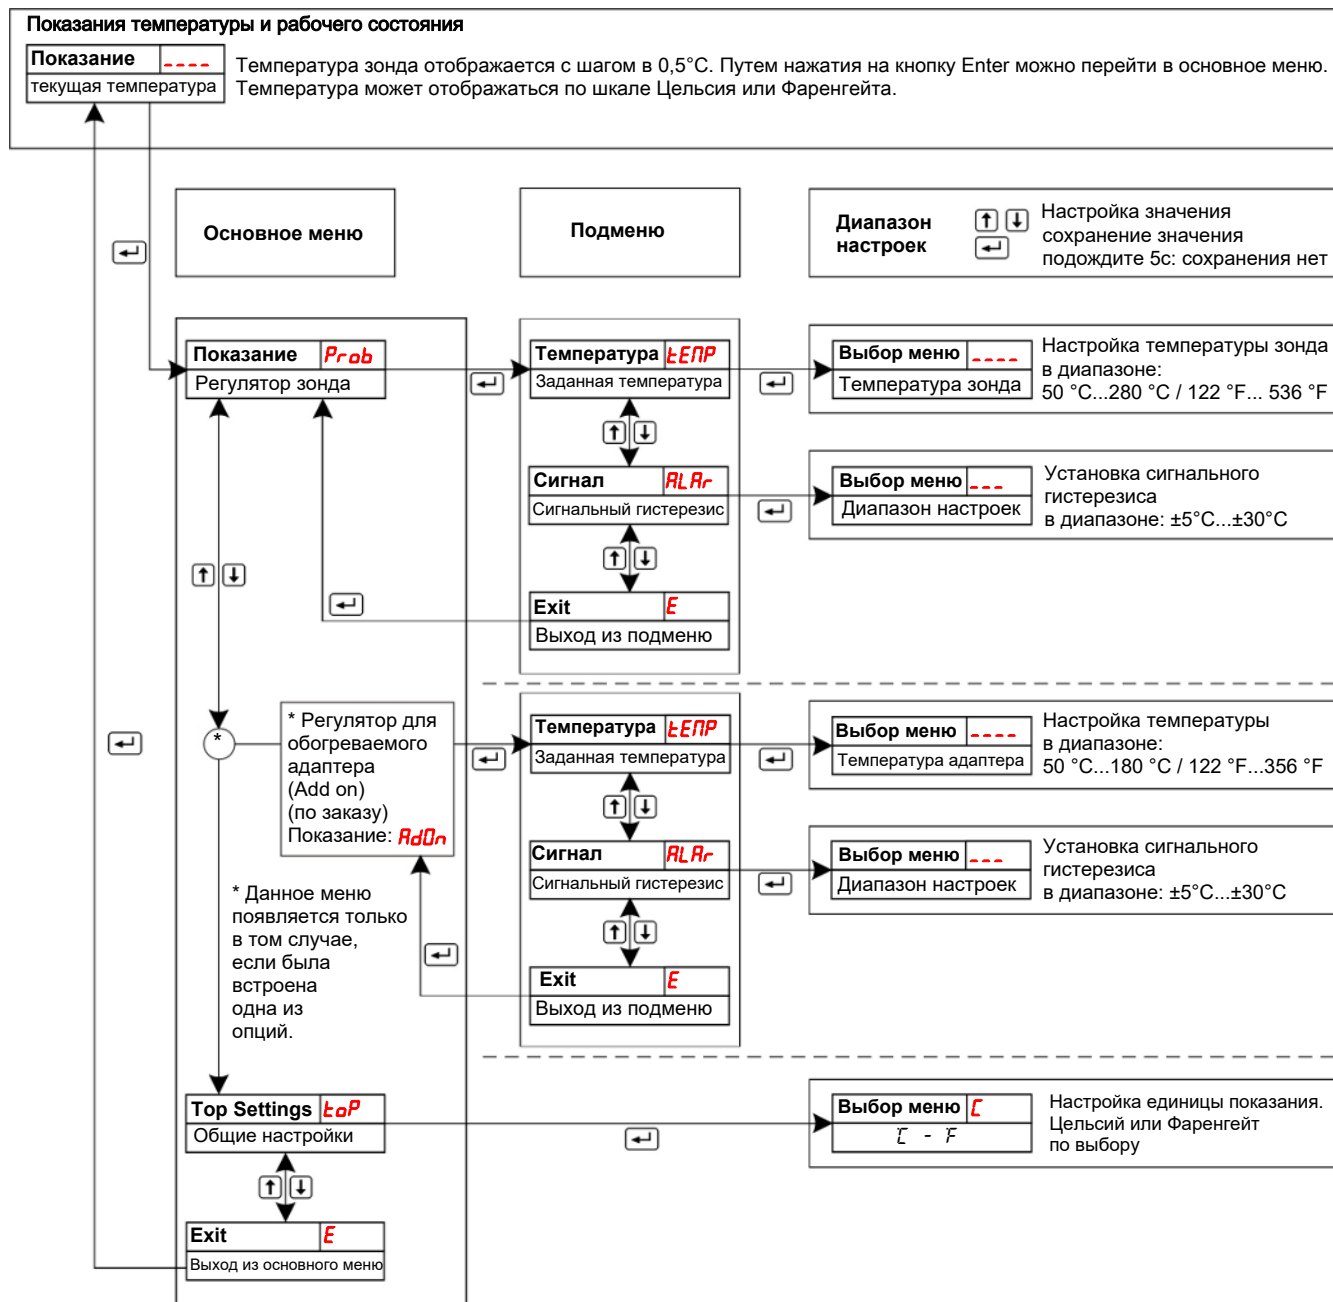 Показания температуры и рабочего состояния
Показание ----
текущая температура
Температура зонда отображается с шагом в 0,5°C. Путем нажатия на кнопку Enter можно перейти в основное меню.
Температура может отображаться по шкале Цельсия или Фаренгейта.
Основное меню
Подменю
Диапазон
настроек
Настройка значения
сохранение значения
подождите 5с: сохранения нет
Показание Prob
Регулятор зонда
Температура tEMP
Заданная температура
Выбор меню ----
Температура зонда
Настройка температуры зонда
в диапазоне:
50 °C...280 °C / 122 °F... 536 °F
Сигнал ALAr
Сигнальный гистерезис
Выбор меню ---
Диапазон настроек
Установка сигнального
гистерезиса
в диапазоне: ±5°C...±30°C
Exit E
Выход из подменю
*
* Регулятор для
обогреваемого
адаптера
(Add on)
(по заказу)
Показание: AdOn
Температура tEMP
Заданная температура
Выбор меню ----
Температура адаптера
Настройка температуры
в диапазоне:
50 °C...180 °C / 122 °F...356 °F
Сигнал ALAr
Сигнальный гистерезис
Выбор меню ---
Диапазон настроек
Установка сигнального
гистерезиса
в диапазоне: ±5°C...±30°C
* Данное меню
появляется только
в том случае,
если была
встроена
одна из
опций.
Exit E
Выход из подменю
Top Settings toP
Общие настройки
Выбор меню C
C - F
Настройка единицы показания.
Цельсий или Фаренгейт
по выбору
Exit E
Выход из основного меню